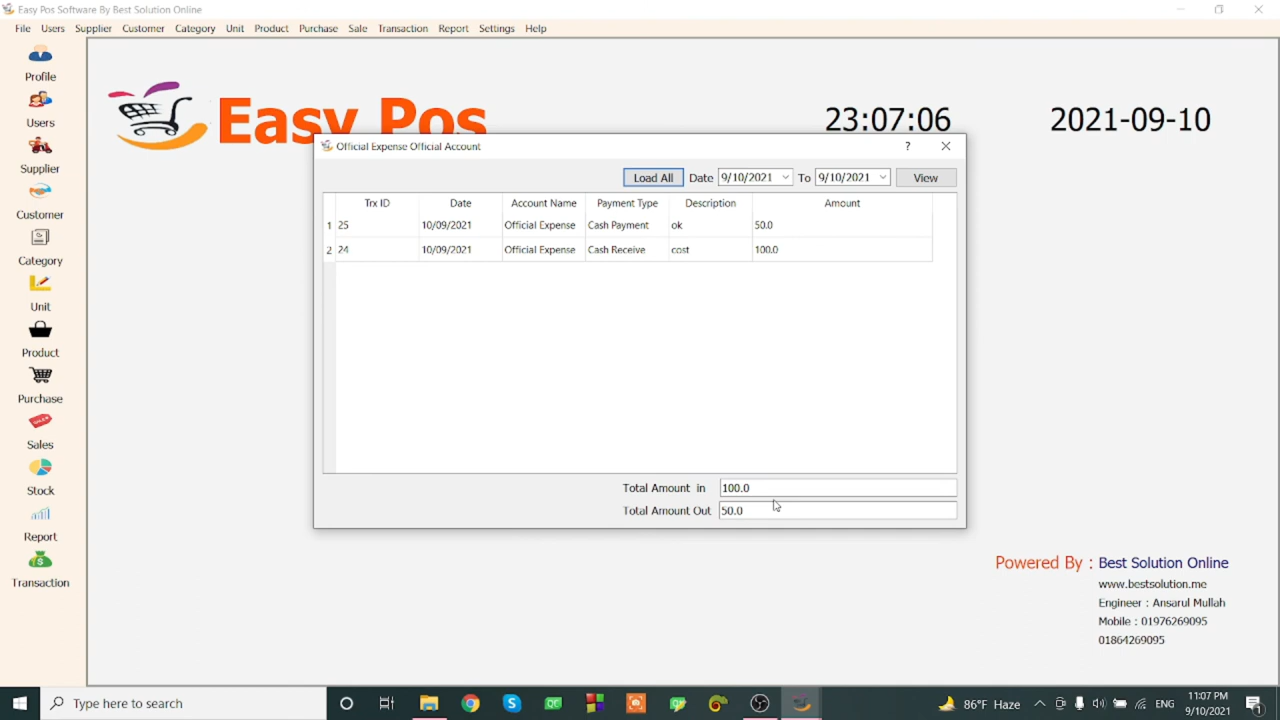 Easy Pos Software By Best Solution Online
File Users Supplier Customer Category Unit Product Purchase Sale Transaction Report Settings Help
Profile
Users
Supplier
Customer
Category
Unit
Product
Purchase
Sales
Stock
Report
Transaction
Easy Pos
23:07:06
2021-09-10
Official Expense Official Account
?
Load All Date 9/10/2021 To 9/10/2021 View
Trx ID Date Account Name Payment Type Description Amount
1 25 10/09/2021 Official Expense Cash Payment ok 50.0
2 24 10/09/2021 Official Expense Cash Receive cost 100.0
Total Amount in 100.0
Total Amount Out 50.0
Powered By : Best Solution Online
www.bestsolution.me
Engineer : Ansarul Mullah
Mobile : 01976269095
01864269095
Type here to search
86°F Haze
ENG
11:07 PM
9/10/2021